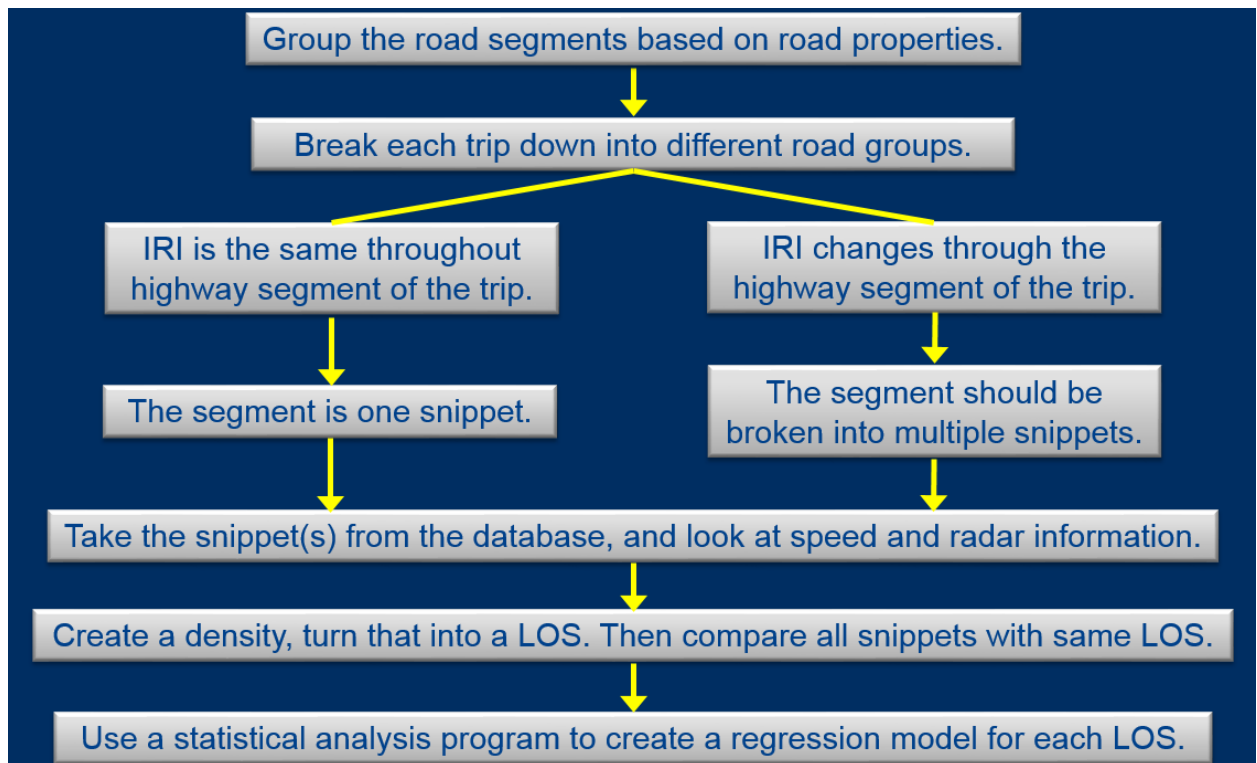 Group the road segments based on road properties.
Break each trip down into different road groups.
IRI is the same throughout
highway segment of the trip.
IRI changes through the
highway segment of the trip.
The segment is one snippet.
The segment should be
broken into multiple snippets.
Take the snippet(s) from the database, and look at speed and radar information.
Create a density, turn that into a LOS. Then compare all snippets with same LOS.
Use a statistical analysis program to create a regression model for each LOS.